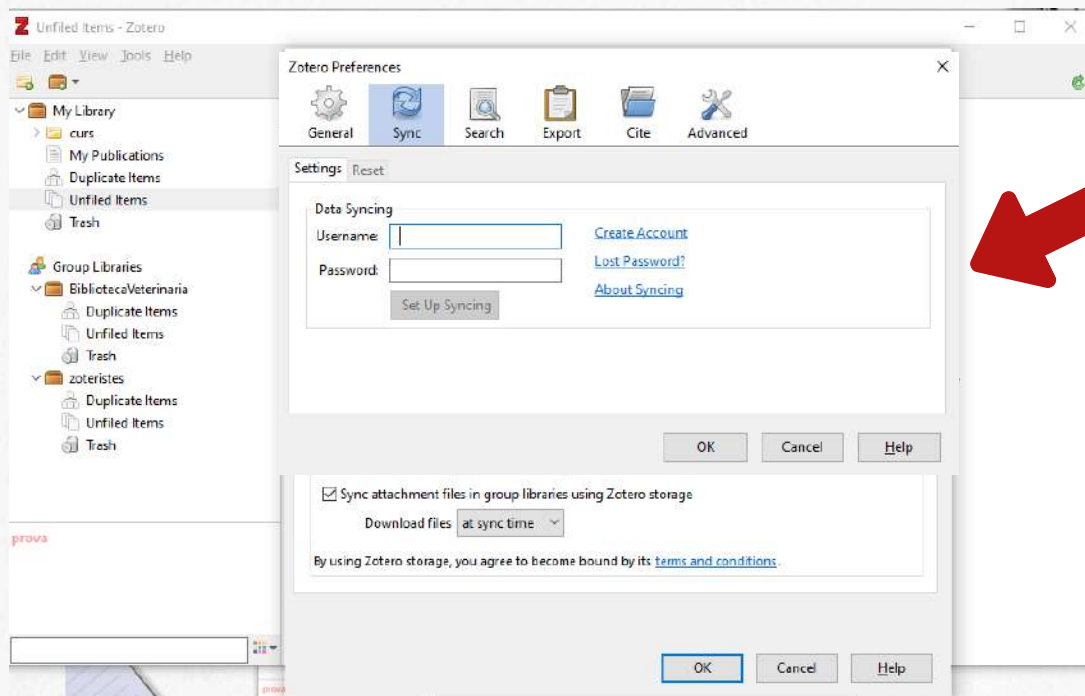 Unfiled Items - Zotero
File Edit View Tools Help
My Library
curs
My Publications
Duplicate Items
Unfiled Items
Trash
Group Libraries
BibliotecaVeterinaria
Duplicate Items
Unfiled Items
Trash
zoteristes
Duplicate Items
Unfiled Items
Trash
prova
Zotero Preferences
General Sync Search Export Cite Advanced
Settings Reset
Data Syncing
Username: Create Account
Password: Lost Password?
About Syncing
Set Up Syncing
OK Cancel Help
Sync attachment files in group libraries using Zotero storage
Download files at sync time
By using Zotero storage, you agree to become bound by its terms and conditions.
OK Cancel Help
prova